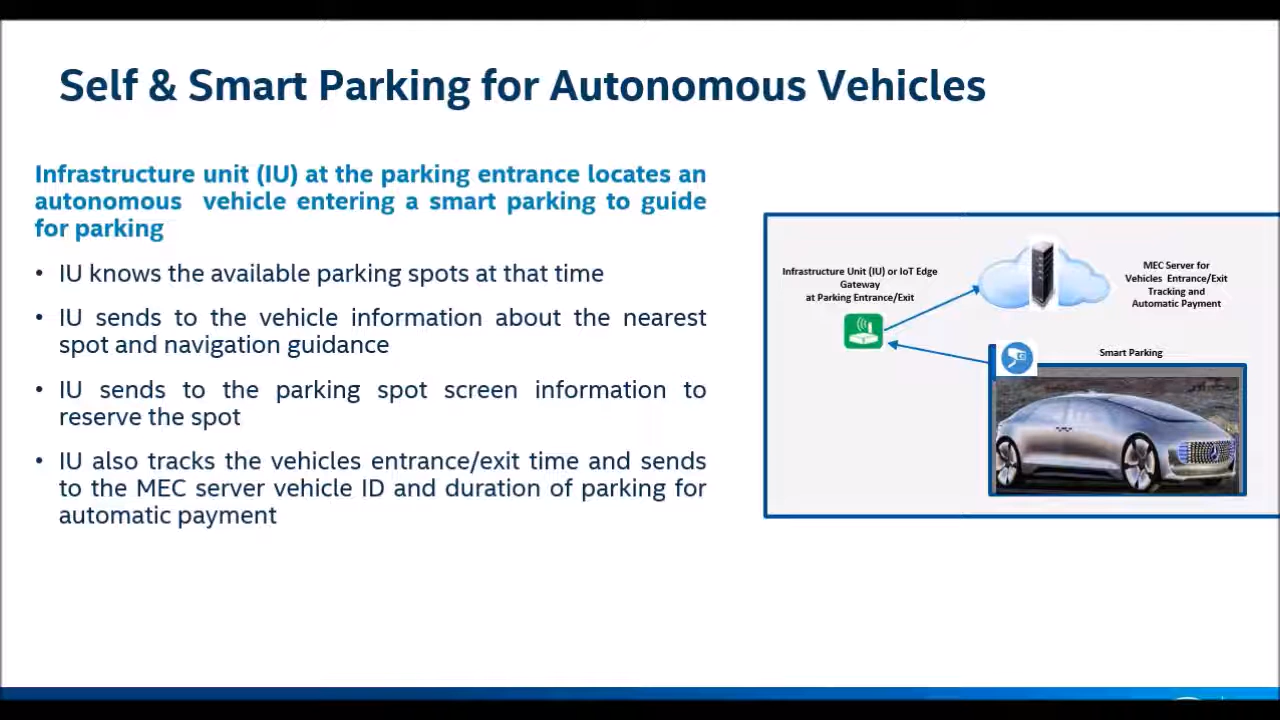 Self & Smart Parking for Autonomous Vehicles
Infrastructure unit (IU) at the parking entrance locates an
autonomous vehicle entering a smart parking to guide
for parking
• IU knows the available parking spots at that time
• IU sends to the vehicle information about the nearest
spot and navigation guidance
• IU sends to the parking spot screen information to
reserve the spot
• IU also tracks the vehicles entrance/exit time and sends
to the MEC server vehicle ID and duration of parking for
automatic payment
Infrastructure Unit (IU) or IoT Edge
Gateway
at Parking Entrance/Exit
MEC Server for
Vehicles Entrance/Exit
Tracking and
Automatic Payment
Smart Parking